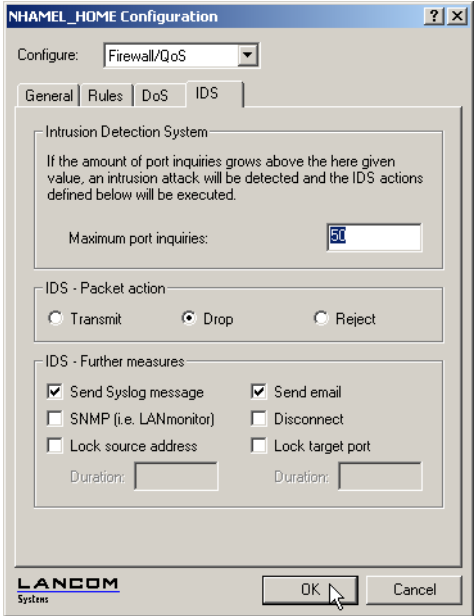 NHAMEL_HOME Configuration
Configure: Firewall/QoS
General Rules DoS IDS
Intrusion Detection System
If the amount of port inquiries grows above the here given
value, an intrusion attack will be detected and the IDS actions
defined below will be executed.
Maximum port inquiries: 50
IDS - Packet action
Transmit Drop Reject
IDS - Further measures
Send Syslog message Send email
SNMP (i.e. LANmonitor) Disconnect
Lock source address Lock target port
Duration: Duration:
LANCOM
Systems
OK Cancel